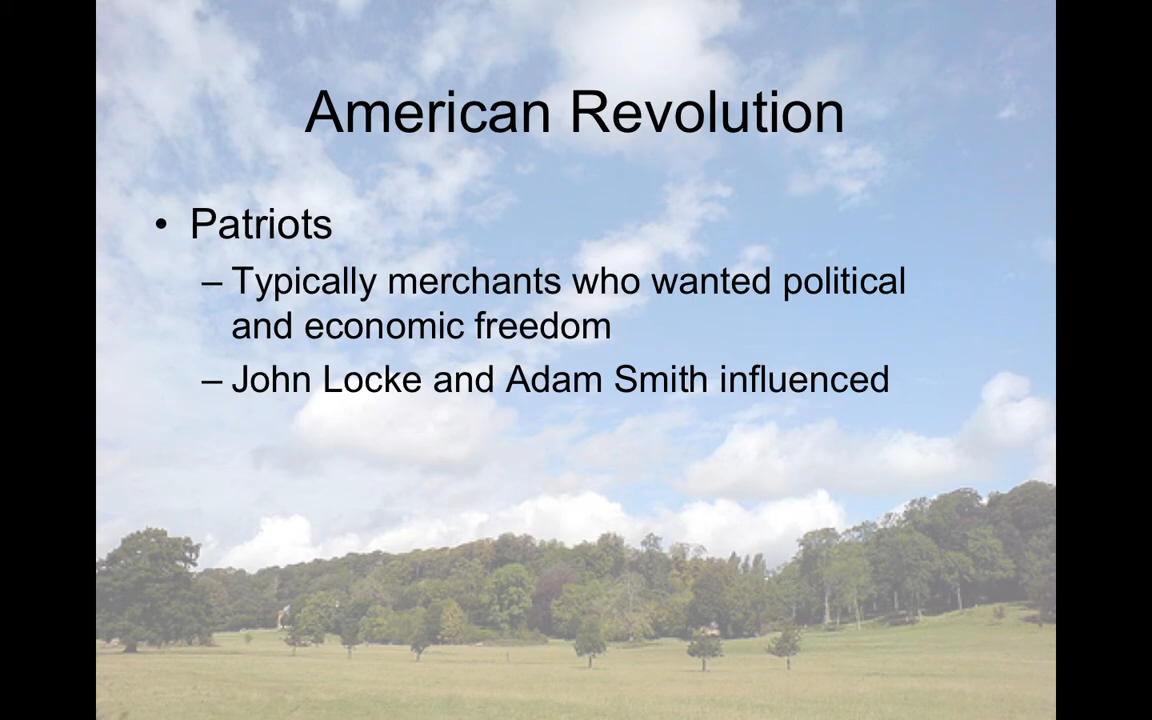 American Revolution
• Patriots
– Typically merchants who wanted political
and economic freedom
– John Locke and Adam Smith influenced